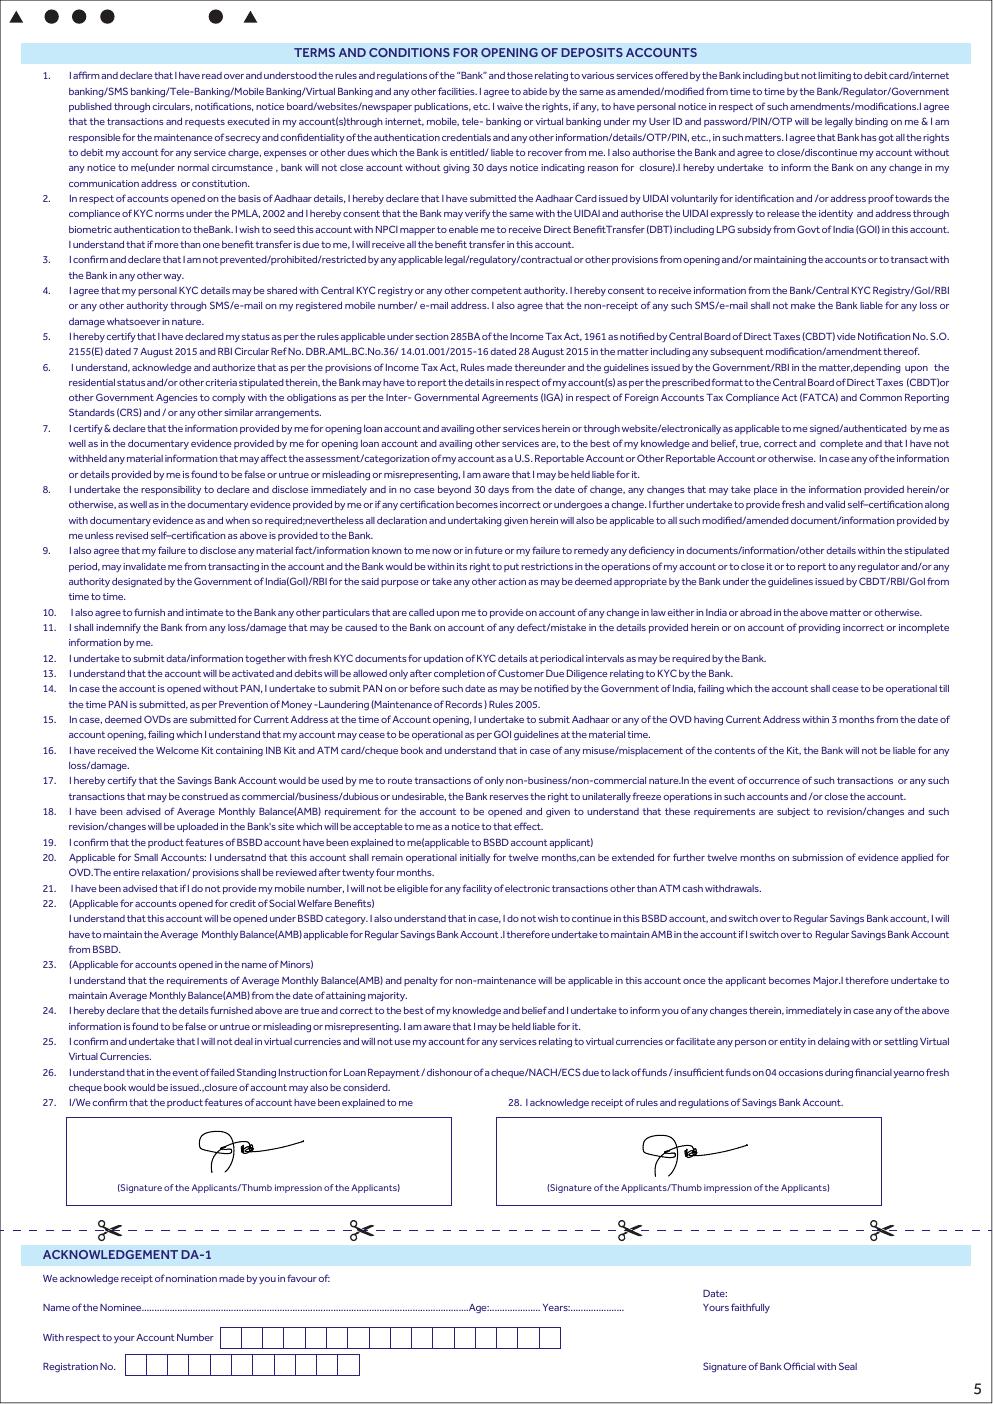 TERMS AND CONDITIONS FOR OPENING OF DEPOSITS ACCOUNTS
1. I affirm and declare that I have read over and understood the rules and regulations of the "Bank" and those relating to various services offered by the Bank including but not limiting to debit card/internet
banking/SMS banking/Tele-Banking/Mobile Banking/Virtual Banking and any other facilities. I agree to abide by the same as amended/modified from time to time by the Bank/Regulator/Government
published through circulars, notifications, notice board/websites/newspaper publications, etc. I waive the rights, if any, to have personal notice in respect of such amendments/modifications.I agree
that the transactions and requests executed in my account(s)through internet, mobile, tele- banking or virtual banking under my User ID and password/PIN/OTP will be legally binding on me & I am
responsible for the maintenance of secrecy and confidentiality of the authentication credentials and any other information/details/OTP/PIN, etc., in such matters. I agree that Bank has got all the rights
to debit my account for any service charge, expenses or other dues which the Bank is entitled/ liable to recover from me. I also authorise the Bank and agree to close/discontinue my account without
any notice to me(under normal circumstance , bank will not close account without giving 30 days notice indicating reason for closure).I hereby undertake to inform the Bank on any change in my
communication address or constitution.
2. In respect of accounts opened on the basis of Aadhaar details, I hereby declare that I have submitted the Aadhaar Card issued by UIDAI voluntarily for identification and /or address proof towards the
compliance of KYC norms under the PMLA, 2002 and I hereby consent that the Bank may verify the same with the UIDAI and authorise the UIDAI expressly to release the identity and address through
biometric authentication to theBank. I wish to seed this account with NPCI mapper to enable me to receive Direct BenefitTransfer (DBT) including LPG subsidy from Govt of India (GOI) in this account.
I understand that if more than one benefit transfer is due to me, I will receive all the benefit transfer in this account.
3. I confirm and declare that I am not prevented/prohibited/restricted by any applicable legal/regulatory/contractual or other provisions from opening and/or maintaining the accounts or to transact with
the Bank in any other way.
4. I agree that my personal KYC details may be shared with Central KYC registry or any other competent authority. I hereby consent to receive information from the Bank/Central KYC Registry/GoI/RBI
or any other authority through SMS/e-mail on my registered mobile number/ e-mail address. I also agree that the non-receipt of any such SMS/e-mail shall not make the Bank liable for any loss or
damage whatsoever in nature.
5. I hereby certify that I have declared my status as per the rules applicable under section 285BA of the Income Tax Act, 1961 as notified by Central Board of Direct Taxes (CBDT) vide Notification No. S.O.
2155(E) dated 7 August 2015 and RBI Circular Ref No. DBR.AML.BC.No.36/ 14.01.001/2015-16 dated 28 August 2015 in the matter including any subsequent modification/amendment thereof.
6. I understand, acknowledge and authorize that as per the provisions of Income Tax Act, Rules made thereunder and the guidelines issued by the Government/RBI in the matter,depending upon the
residential status and/or other criteria stipulated therein, the Bank may have to report the details in respect of my account(s) as per the prescribed format to the Central Board of Direct Taxes (CBDT)or
other Government Agencies to comply with the obligations as per the Inter- Governmental Agreements (IGA) in respect of Foreign Accounts Tax Compliance Act (FATCA) and Common Reporting
Standards (CRS) and / or any other similar arrangements.
7. I certify & declare that the information provided by me for opening loan account and availing other services herein or through website/electronically as applicable to me signed/authenticated by me as
well as in the documentary evidence provided by me for opening loan account and availing other services are, to the best of my knowledge and belief, true, correct and complete and that I have not
withheld any material information that may affect the assessment/categorization of my account as a U.S. Reportable Account or Other Reportable Account or otherwise. In case any of the information
or details provided by me is found to be false or untrue or misleading or misrepresenting, I am aware that I may be held liable for it.
8. I undertake the responsibility to declare and disclose immediately and in no case beyond 30 days from the date of change, any changes that may take place in the information provided herein/or
otherwise, as well as in the documentary evidence provided by me or if any certification becomes incorrect or undergoes a change. I further undertake to provide fresh and valid self–certification along
with documentary evidence as and when so required;nevertheless all declaration and undertaking given herein will also be applicable to all such modified/amended document/information provided by
me unless revised self–certification as above is provided to the Bank.
9. I also agree that my failure to disclose any material fact/information known to me now or in future or my failure to remedy any deficiency in documents/information/other details within the stipulated
period, may invalidate me from transacting in the account and the Bank would be within its right to put restrictions in the operations of my account or to close it or to report to any regulator and/or any
authority designated by the Government of India(GoI)/RBI for the said purpose or take any other action as may be deemed appropriate by the Bank under the guidelines issued by CBDT/RBI/GoI from
time to time.
10. I also agree to furnish and intimate to the Bank any other particulars that are called upon me to provide on account of any change in law either in India or abroad in the above matter or otherwise.
11. I shall indemnify the Bank from any loss/damage that may be caused to the Bank on account of any defect/mistake in the details provided herein or on account of providing incorrect or incomplete
information by me.
12. I undertake to submit data/information together with fresh KYC documents for updation of KYC details at periodical intervals as may be required by the Bank.
13. I understand that the account will be activated and debits will be allowed only after completion of Customer Due Diligence relating to KYC by the Bank.
14. In case the account is opened without PAN, I undertake to submit PAN on or before such date as may be notified by the Government of India, failing which the account shall cease to be operational till
the time PAN is submitted, as per Prevention of Money -Laundering (Maintenance of Records ) Rules 2005.
15. In case, deemed OVDs are submitted for Current Address at the time of Account opening, I undertake to submit Aadhaar or any of the OVD having Current Address within 3 months from the date of
account opening, failing which I understand that my account may cease to be operational as per GOI guidelines at the material time.
16. I have received the Welcome Kit containing INB Kit and ATM card/cheque book and understand that in case of any misuse/misplacement of the contents of the Kit, the Bank will not be liable for any
loss/damage.
17. I hereby certify that the Savings Bank Account would be used by me to route transactions of only non-business/non-commercial nature.In the event of occurrence of such transactions or any such
transactions that may be construed as commercial/business/dubious or undesirable, the Bank reserves the right to unilaterally freeze operations in such accounts and /or close the account.
18. I have been advised of Average Monthly Balance(AMB) requirement for the account to be opened and given to understand that these requirements are subject to revision/changes and such
revision/changes will be uploaded in the Bank's site which will be acceptable to me as a notice to that effect.
19. I confirm that the product features of BSBD account have been explained to me(applicable to BSBD account applicant)
20. Applicable for Small Accounts: I undersatnd that this account shall remain operational initially for twelve months,can be extended for further twelve months on submission of evidence applied for
OVD.The entire relaxation/ provisions shall be reviewed after twenty four months.
21. I have been advised that if I do not provide my mobile number, I will not be eligible for any facility of electronic transactions other than ATM cash withdrawals.
22. (Applicable for accounts opened for credit of Social Welfare Benefits)
I understand that this account will be opened under BSBD category. I also understand that in case, I do not wish to continue in this BSBD account, and switch over to Regular Savings Bank account, I will
have to maintain the Average Monthly Balance(AMB) applicable for Regular Savings Bank Account .I therefore undertake to maintain AMB in the account if I switch over to Regular Savings Bank Account
from BSBD.
23. (Applicable for accounts opened in the name of Minors)
I understand that the requirements of Average Monthly Balance(AMB) and penalty for non-maintenance will be applicable in this account once the applicant becomes Major.I therefore undertake to
maintain Average Monthly Balance(AMB) from the date of attaining majority.
24. I hereby declare that the details furnished above are true and correct to the best of my knowledge and belief and I undertake to inform you of any changes therein, immediately in case any of the above
information is found to be false or untrue or misleading or misrepresenting. I am aware that I may be held liable for it.
25. I confirm and undertake that I will not deal in virtual currencies and will not use my account for any services relating to virtual currencies or facilitate any person or entity in delaing with or settling Virtual
Virtual Currencies.
26. I understand that in the event of failed Standing Instruction for Loan Repayment / dishonour of a cheque/NACH/ECS due to lack of funds / insufficient funds on 04 occasions during financial yearno fresh
cheque book would be issued.,closure of account may also be considerd.
27. I/We confirm that the product features of account have been explained to me
28. I acknowledge receipt of rules and regulations of Savings Bank Account.
(Signature of the Applicants/Thumb impression of the Applicants)
(Signature of the Applicants/Thumb impression of the Applicants)
ACKNOWLEDGEMENT DA-1
We acknowledge receipt of nomination made by you in favour of:
Date:
Name of the Nominee.....................Age:.................... Years:.....................
Yours faithfully
With respect to your Account Number
Registration No.
Signature of Bank Official with Seal
5